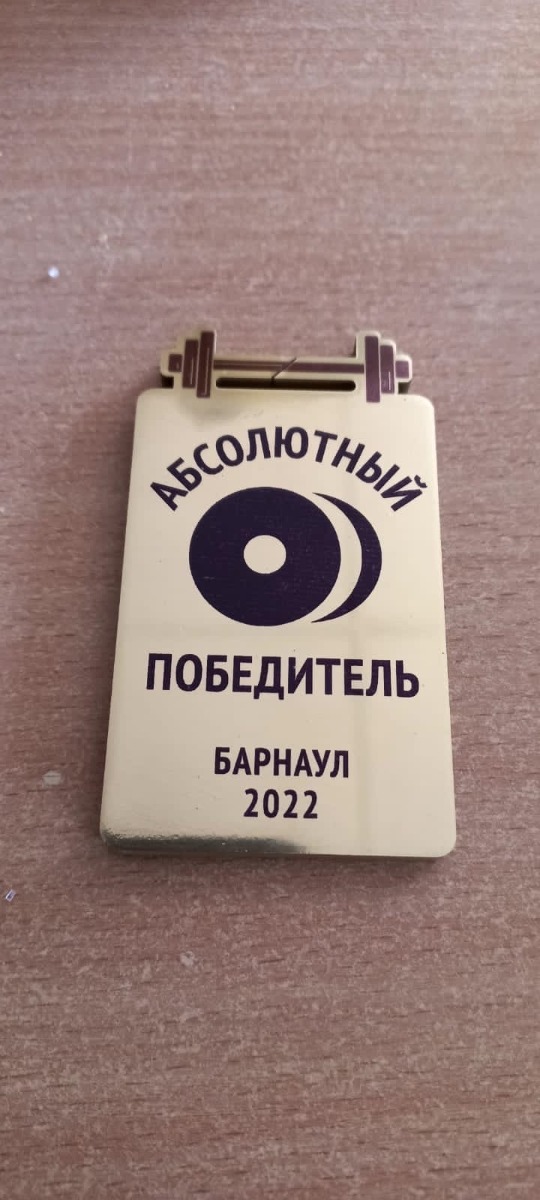 АБСОЛЮТНЫЙ
ПОБЕДИТЕЛЬ
БАРНАУЛ
2022